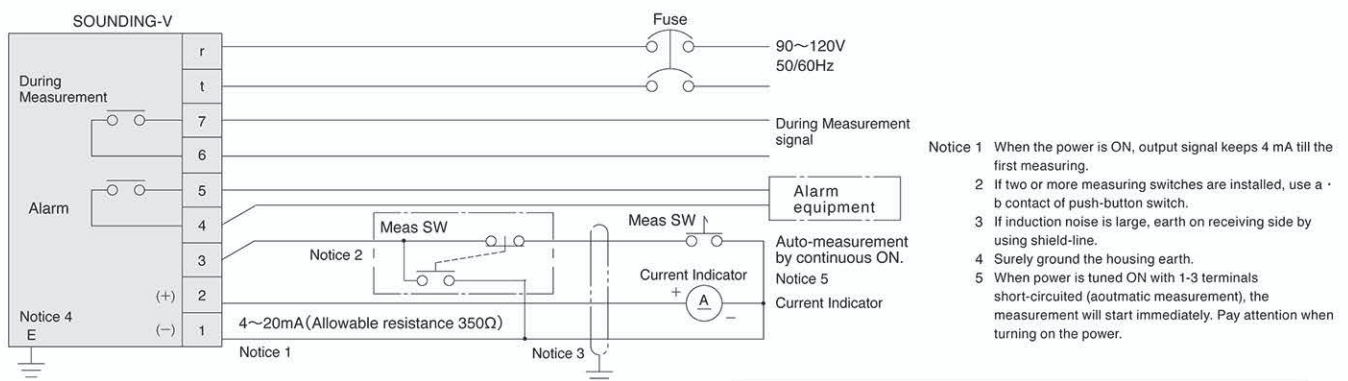 SOUNDING-V
Fuse
r
90～120V
50/60Hz
t
During
Measurement
7
During Measurement
signal
6
5
Alarm
equipment
Alarm
4
Meas SW
Meas SW
Auto-measurement
by continuous ON.
3
Notice 2
Notice 5
Current Indicator
(+)
2
+
A
−
Current Indicator
Notice 4
E
(−)
1
4～20mA(Allowable resistance 350Ω)
Notice 1
Notice 3
Notice 1 When the power is ON, output signal keeps 4 mA till the
first measuring.
2 If two or more measuring switches are installed, use a ·
b contact of push-button switch.
3 If induction noise is large, earth on receiving side by
using shield-line.
4 Surely ground the housing earth.
5 When power is tuned ON with 1-3 terminals
short-circuited (aoutmatic measurement), the
measurement will start immediately. Pay attention when
turning on the power.